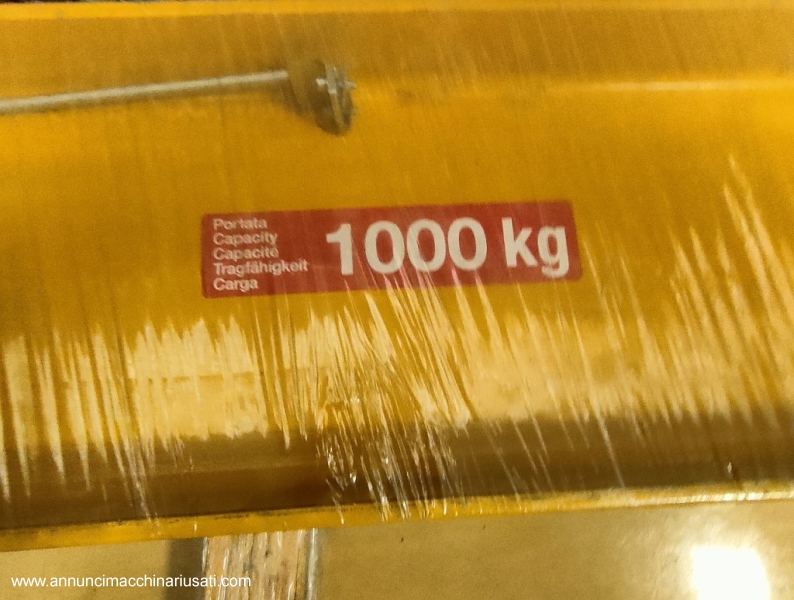 Portata
Capacity
Capacité
Tragfähigkeit
Carga
1000 kg
www.annuncimacchinariusati.com